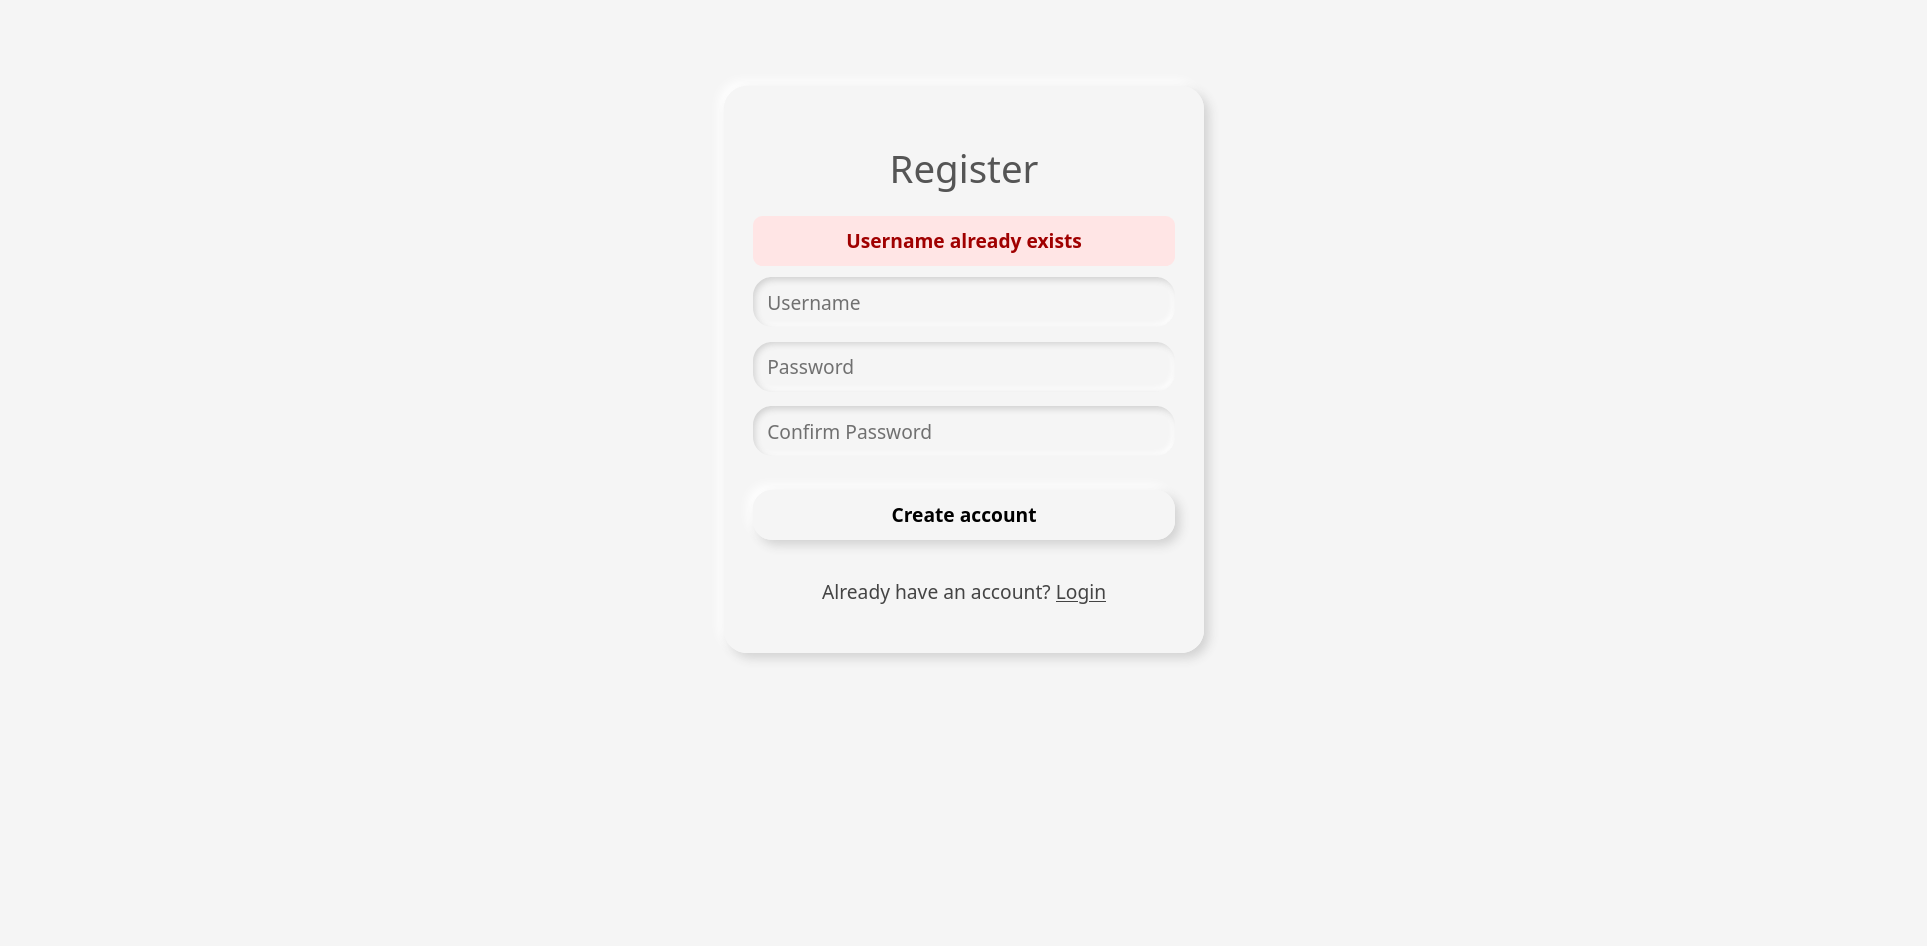 Register
Username already exists
Username
Password
Confirm Password
Create account
Already have an account? Login